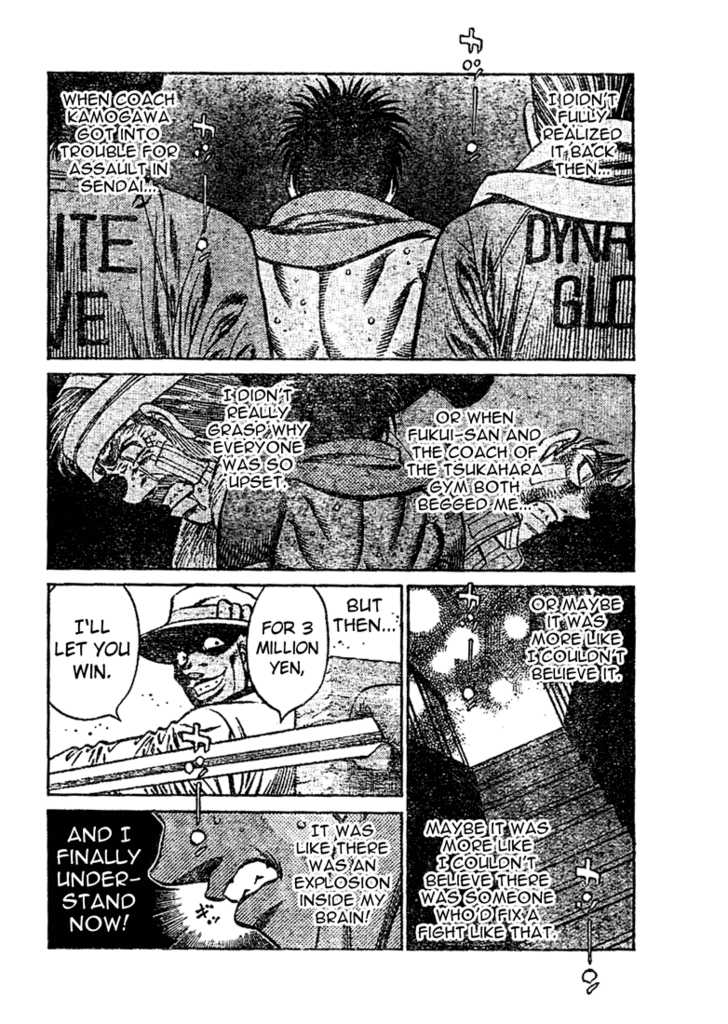 I DIDN'T
FULLY
REALIZED
IT BACK
THEN...
WHEN COACH
KAMOGAWA
GOT INTO
TROUBLE FOR
ASSAULT IN
SENDAI...
DYNA
GLO
ITE
VE
OR WHEN
FUKUI-SAN AND
THE COACH OF
THE TSUKAHARA
GYM BOTH
BEGGED ME...
I DIDN'T
REALLY
GRASP WHY
EVERYONE
WAS SO
UPSET.
OR MAYBE
IT WAS
MORE LIKE
I COULDN'T
BELIEVE IT.
MAYBE IT WAS
MORE LIKE
I COULDN'T
BELIEVE THERE
WAS SOMEONE
WHO'D FIX A
FIGHT LIKE THAT.
BUT
THEN...
FOR 3
MILLION
YEN,
I'LL
LET YOU
WIN.
IT WAS
LIKE THERE
WAS AN
EXPLOSION
INSIDE MY
BRAIN!
AND I
FINALLY
UNDER-
STAND
NOW!